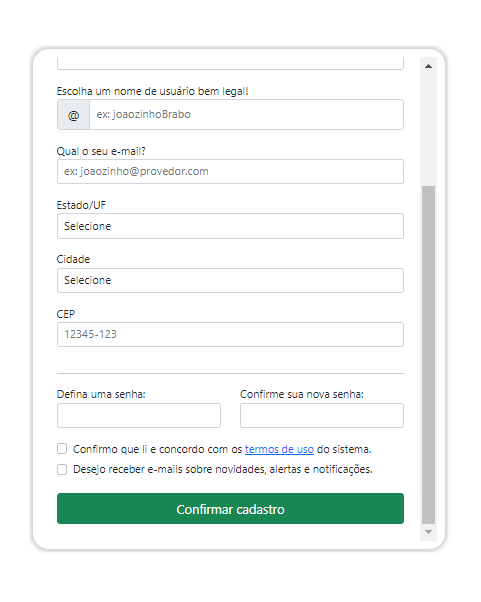 Escolha um nome de usuário bem legal!
@ ex: joaozinhoBrabo
Qual o seu e-mail?
ex: joaozinho@provedor.com
Estado/UF
Selecione
Cidade
Selecione
CEP
12345-123
Defina uma senha: Confirme sua nova senha:
Confirmo que li e concordo com os termos de uso do sistema.
Desejo receber e-mails sobre novidades, alertas e notificações.
Confirmar cadastro